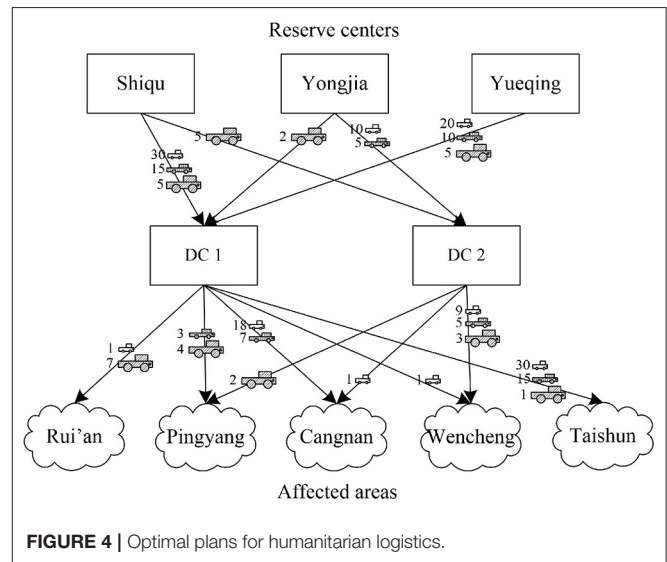 Reserve centers
Shiqu Yongjia Yueqing
5 2 10 5 20 10 5
30 15 5
DC 1 DC 2
1 7 3 4 18 7 9 5 3
2 1 1 30 15 1
Rui’an Pingyang Cangnan Wencheng Taishun
Affected areas
FIGURE 4 | Optimal plans for humanitarian logistics.